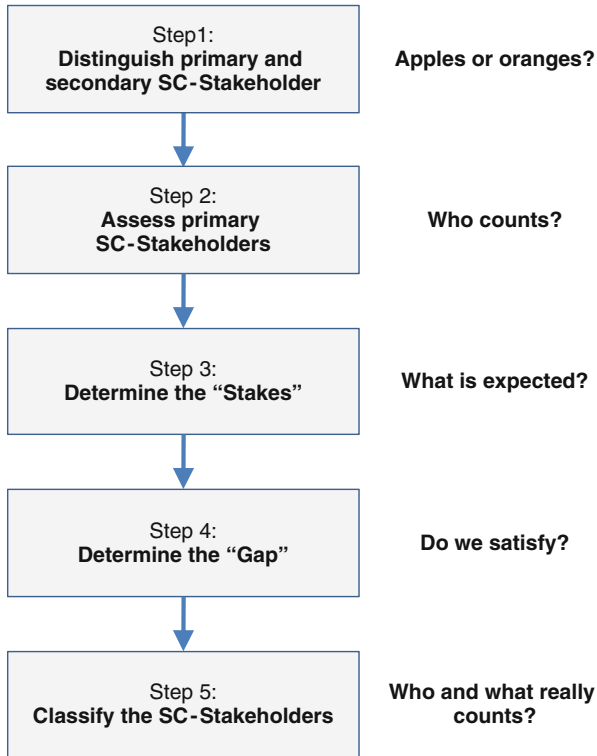 Step1:
Distinguish primary and
secondary SC-Stakeholder
Apples or oranges?
Step 2:
Assess primary
SC-Stakeholders
Who counts?
Step 3:
Determine the “Stakes”
What is expected?
Step 4:
Determine the “Gap”
Do we satisfy?
Step 5:
Classify the SC-Stakeholders
Who and what really
counts?